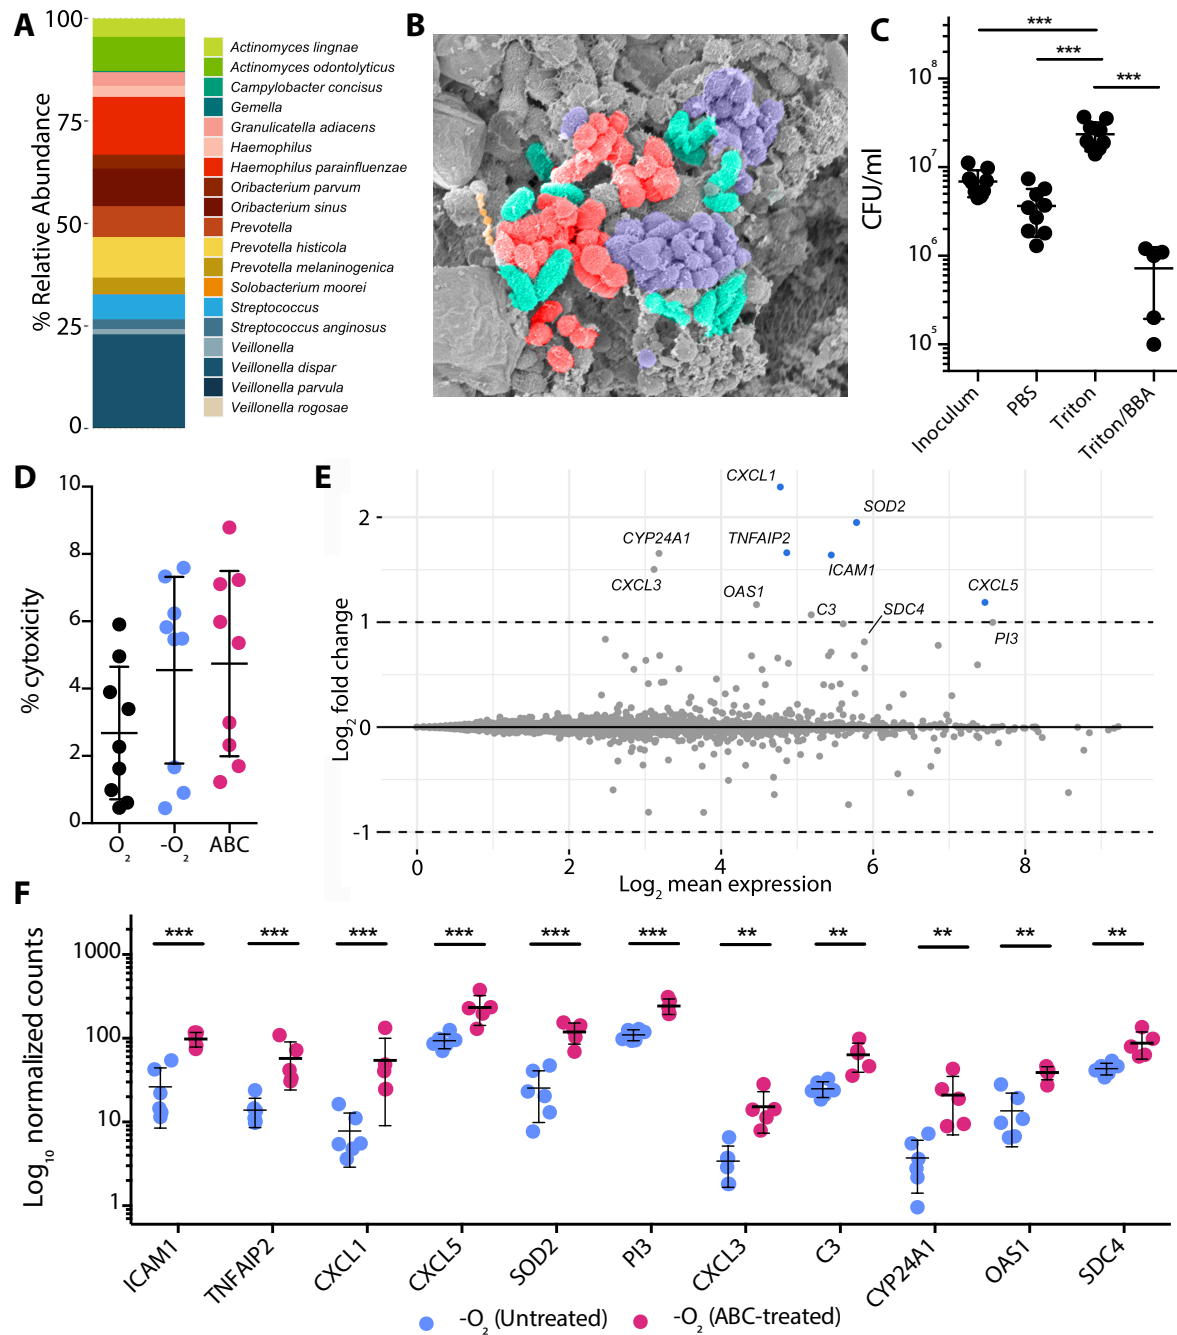 A
100
75
50
25
0
% Relative Abundance
Actinomyces lingnae
Actinomyces odontolyticus
Campylobacter concisus
Gemella
Granulicatella adiacens
Haemophilus
Haemophilus parainfluenzae
Oribacterium parvum
Oribacterium sinus
Prevotella
Prevotella histicola
Prevotella melaninogenica
Solobacterium moorei
Streptococcus
Streptococcus anginosus
Veillonella
Veillonella dispar
Veillonella parvula
Veillonella rogosae
B
C
***
***
***
10⁸
10⁷
10⁶
10⁵
CFU/ml
Inoculum
PBS
Triton
Triton/BBA
D
10
8
6
4
2
0
% cytoxicity
O₂
-O₂
ABC
E
2
1
0
-1
Log₂ fold change
CXCL1
SOD2
CYP24A1
TNFAIP2
ICAM1
CXCL3
OAS1
C3
SDC4
CXCL5
PI3
0
2
4
6
8
Log₂ mean expression
F
1000
100
10
1
Log₁₀ normalized counts
*** *** *** *** *** *** ** ** ** ** **
ICAM1
TNFAIP2
CXCL1
CXCL5
SOD2
PI3
CXCL3
C3
CYP24A1
OAS1
SDC4
-O₂ (Untreated)
-O₂ (ABC-treated)